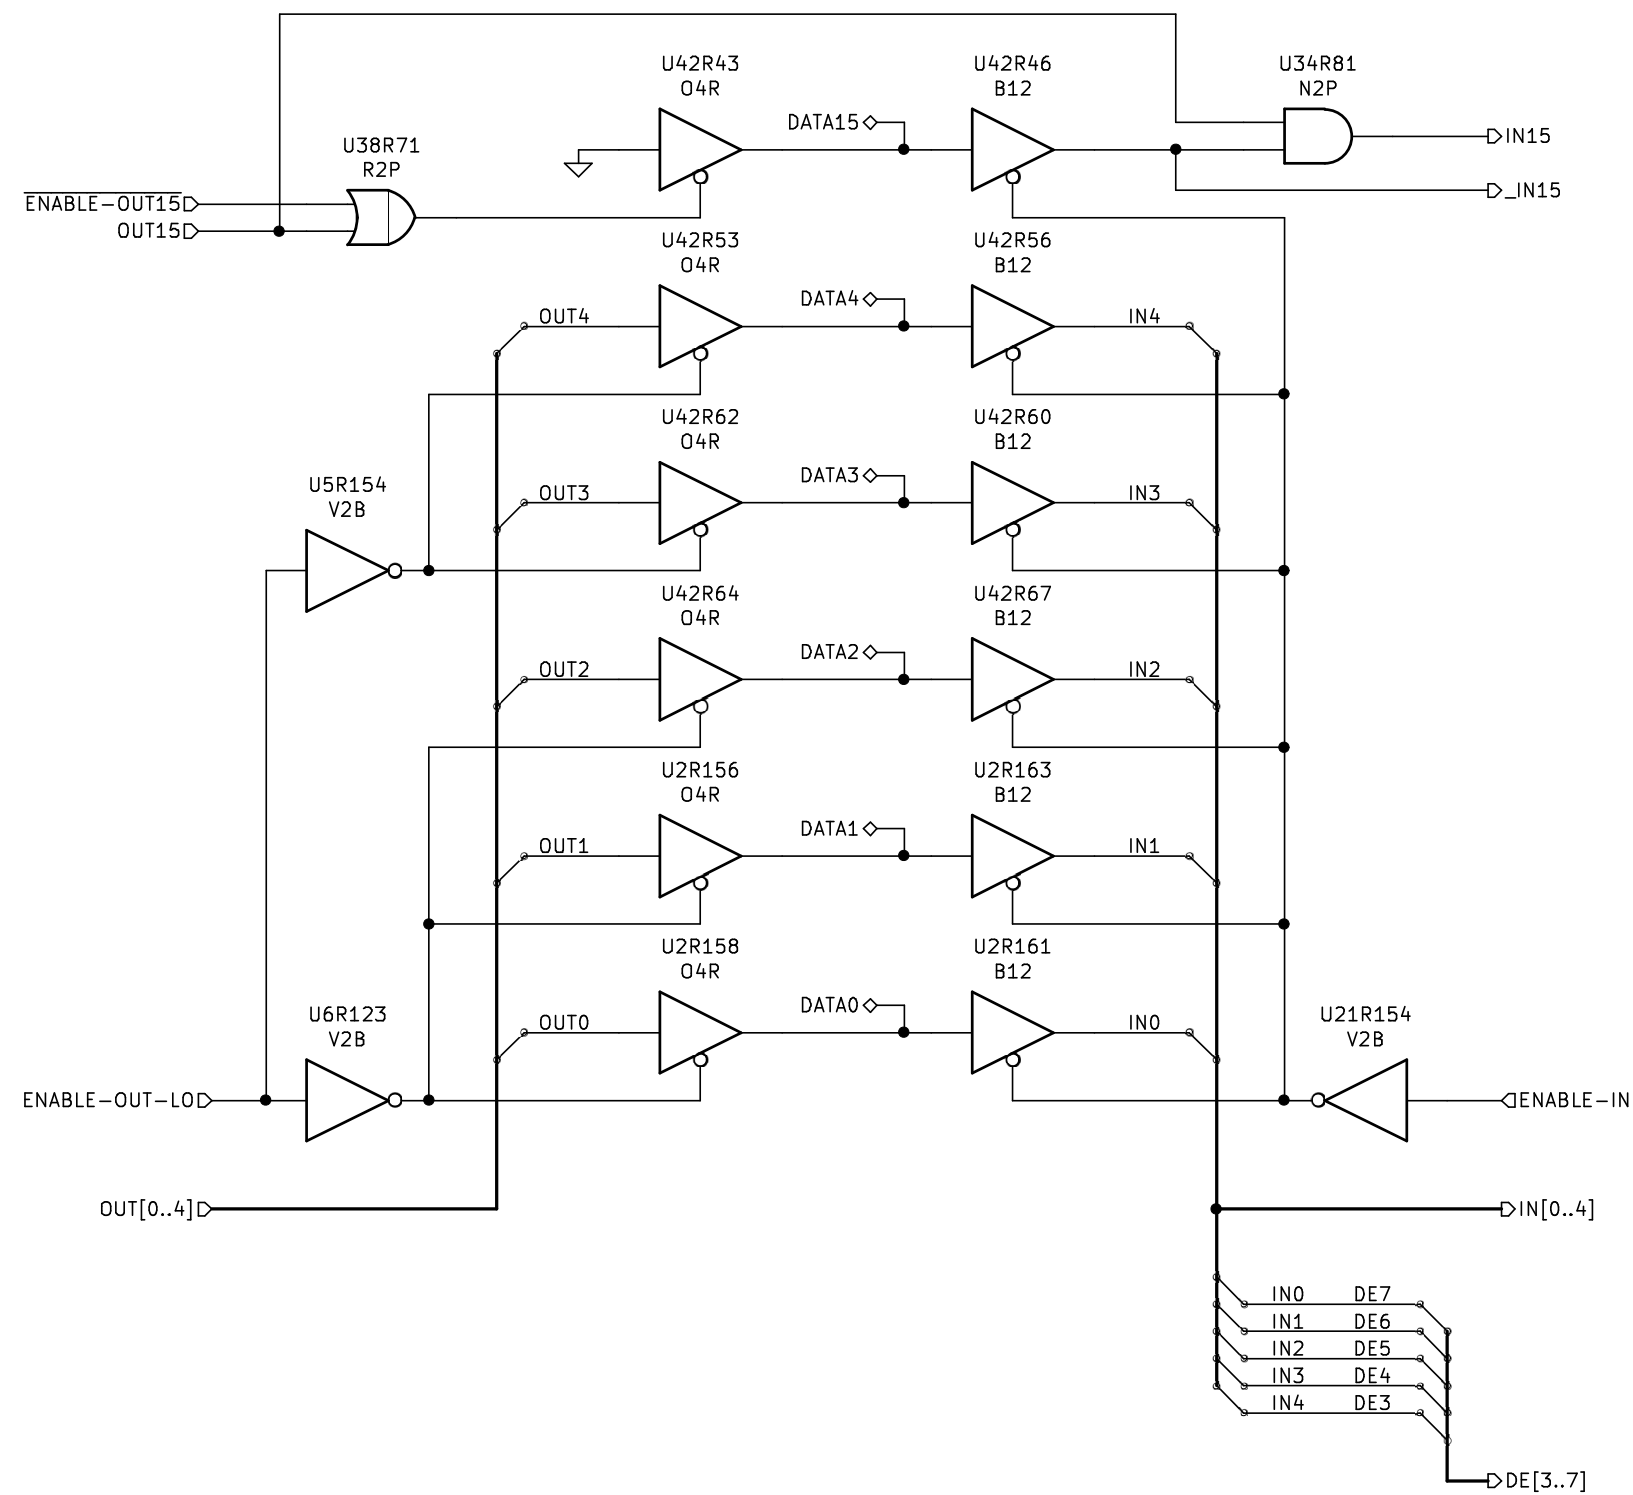 U42R43
O4R
U42R46
B12
U34R81
N2P
DATA15
IN15
U38R71
R2P
_IN15
ENABLE-OUT15
OUT15
U42R53
O4R
U42R56
B12
DATA4
OUT4
IN4
U42R62
O4R
U42R60
B12
DATA3
OUT3
IN3
U5R154
V2B
U42R64
O4R
U42R67
B12
DATA2
OUT2
IN2
U2R156
O4R
U2R163
B12
DATA1
OUT1
IN1
U2R158
O4R
U2R161
B12
DATA0
OUT0
IN0
U6R123
V2B
U21R154
V2B
ENABLE-OUT-LO
ENABLE-IN
OUT[0..4]
IN[0..4]
IN0 DE7
IN1 DE6
IN2 DE5
IN3 DE4
IN4 DE3
DE[3..7]